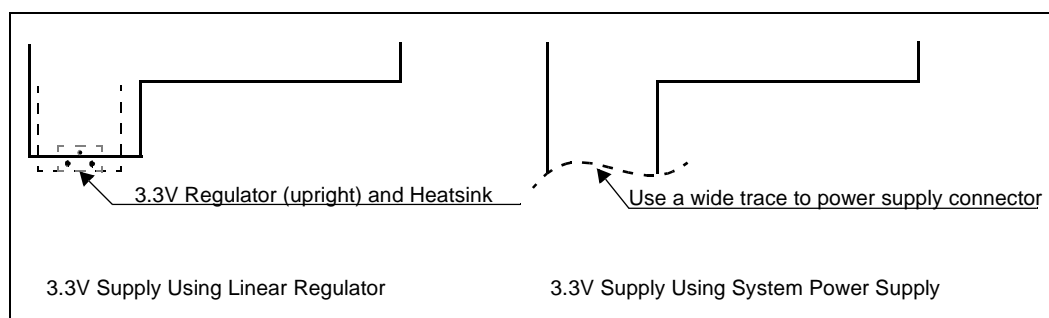 3.3V Regulator (upright) and Heatsink
Use a wide trace to power supply connector
3.3V Supply Using Linear Regulator
3.3V Supply Using System Power Supply